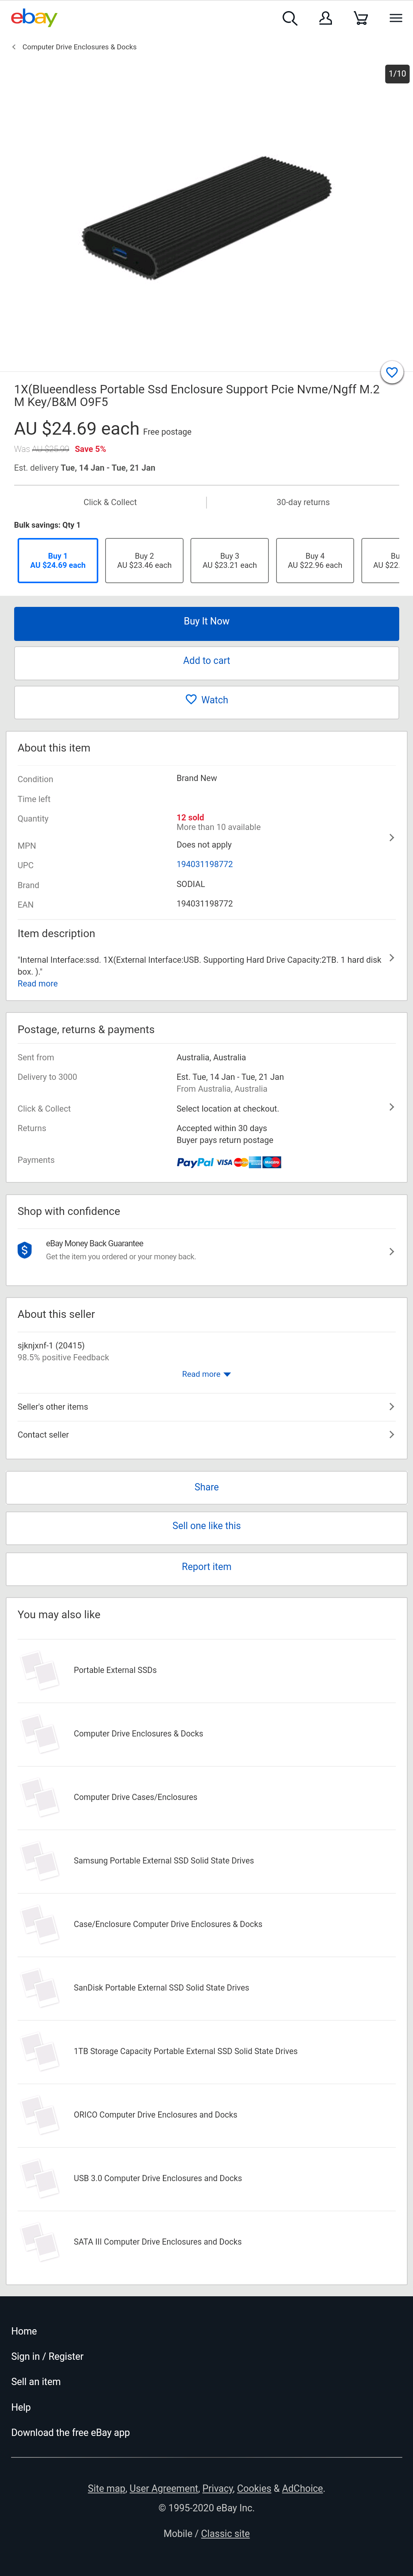 ebay
Computer Drive Enclosures & Docks
1/10
1X(Blueendless Portable Ssd Enclosure Support Pcie Nvme/Ngff M.2
M Key/B&M O9F5
AU $24.69 each Free postage
Was AU $25.99 Save 5%
Est. delivery Tue, 14 Jan - Tue, 21 Jan
Click & Collect 30-day returns
Bulk savings: Qty 1
Buy 1 Buy 2 Buy 3 Buy 4 Bu
AU $24.69 each AU $23.46 each AU $23.21 each AU $22.96 each AU $22.
Buy It Now
Add to cart
Watch
About this item
Condition Brand New
Time left
Quantity 12 sold
More than 10 available
MPN Does not apply
UPC 194031198772
Brand SODIAL
EAN 194031198772
Item description
"Internal Interface:ssd. 1X(External Interface:USB. Supporting Hard Drive Capacity:2TB. 1 hard disk
box. )."
Read more
Postage, returns & payments
Sent from Australia, Australia
Delivery to 3000 Est. Tue, 14 Jan - Tue, 21 Jan
From Australia, Australia
Click & Collect Select location at checkout.
Returns Accepted within 30 days
Buyer pays return postage
Payments PayPal VISA
Shop with confidence
eBay Money Back Guarantee
Get the item you ordered or your money back.
About this seller
sjknjxnf-1 (20415)
98.5% positive Feedback
Read more
Seller's other items
Contact seller
Share
Sell one like this
Report item
You may also like
Portable External SSDs
Computer Drive Enclosures & Docks
Computer Drive Cases/Enclosures
Samsung Portable External SSD Solid State Drives
Case/Enclosure Computer Drive Enclosures & Docks
SanDisk Portable External SSD Solid State Drives
1TB Storage Capacity Portable External SSD Solid State Drives
ORICO Computer Drive Enclosures and Docks
USB 3.0 Computer Drive Enclosures and Docks
SATA III Computer Drive Enclosures and Docks
Home
Sign in / Register
Sell an item
Help
Download the free eBay app
Site map, User Agreement, Privacy, Cookies & AdChoice.
© 1995-2020 eBay Inc.
Mobile / Classic site